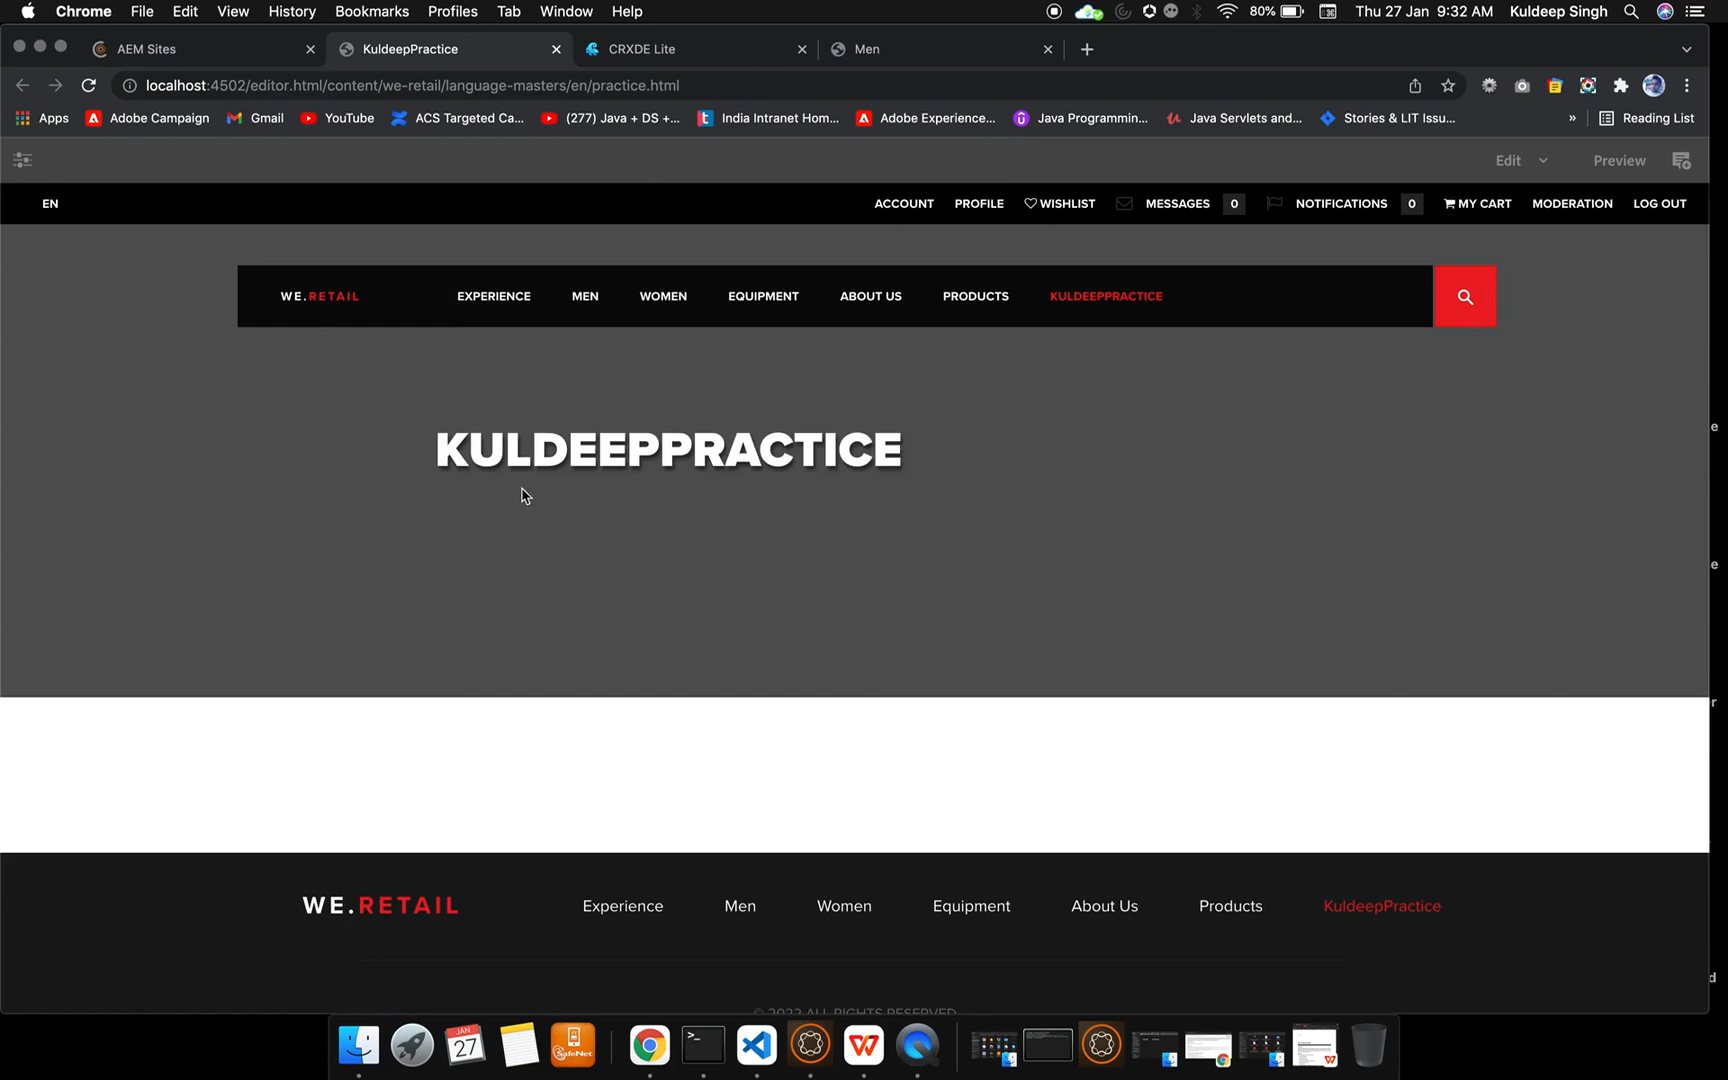 Chrome File Edit View History Bookmarks Profiles Tab Window Help 80% Thu 27 Jan 9:32 AM Kuldeep Singh
AEM Sites KuldeepPractice CRXDE Lite Men
localhost:4502/editor.html/content/we-retail/language-masters/en/practice.html
Apps Adobe Campaign Gmail YouTube ACS Targeted Ca... (277) Java + DS +,... India Intranet Hom... Adobe Experience... Java Programmin... Java Servlets and... Stories & LIT Issu... » Reading List
Edit Preview
EN ACCOUNT PROFILE WISHLIST MESSAGES 0 NOTIFICATIONS 0 MY CART MODERATION LOG OUT
WE.RETAIL EXPERIENCE MEN WOMEN EQUIPMENT ABOUT US PRODUCTS KULDEEPPRACTICE
KULDEEPPRACTICE
WE.RETAIL Experience Men Women Equipment About Us Products KuldeepPractice
© 2022 ALL RIGHTS RESERVED
JAN
27
SafeNet